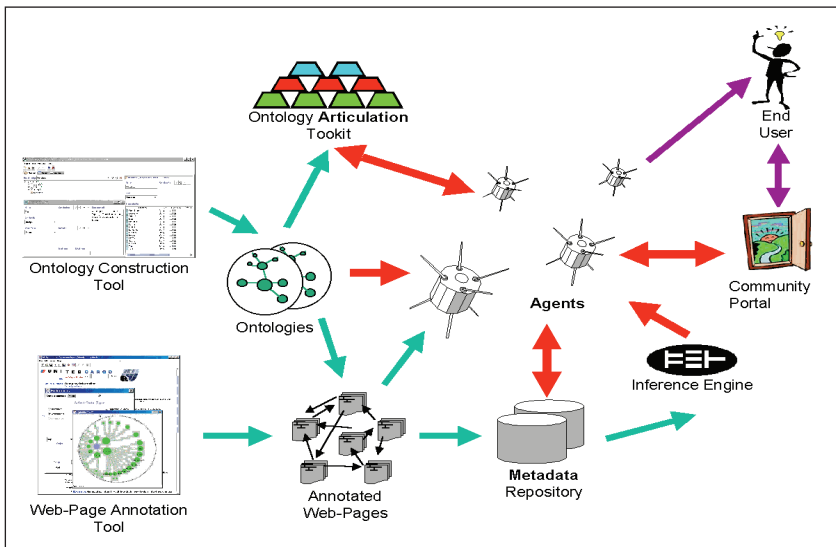 Ontology Articulation
Tookit
End
User
Ontology Construction
Tool
Ontologies
Agents
Community
Portal
Inference Engine
Metadata
Repository
Annotated
Web-Pages
Web-Page Annotation
Tool